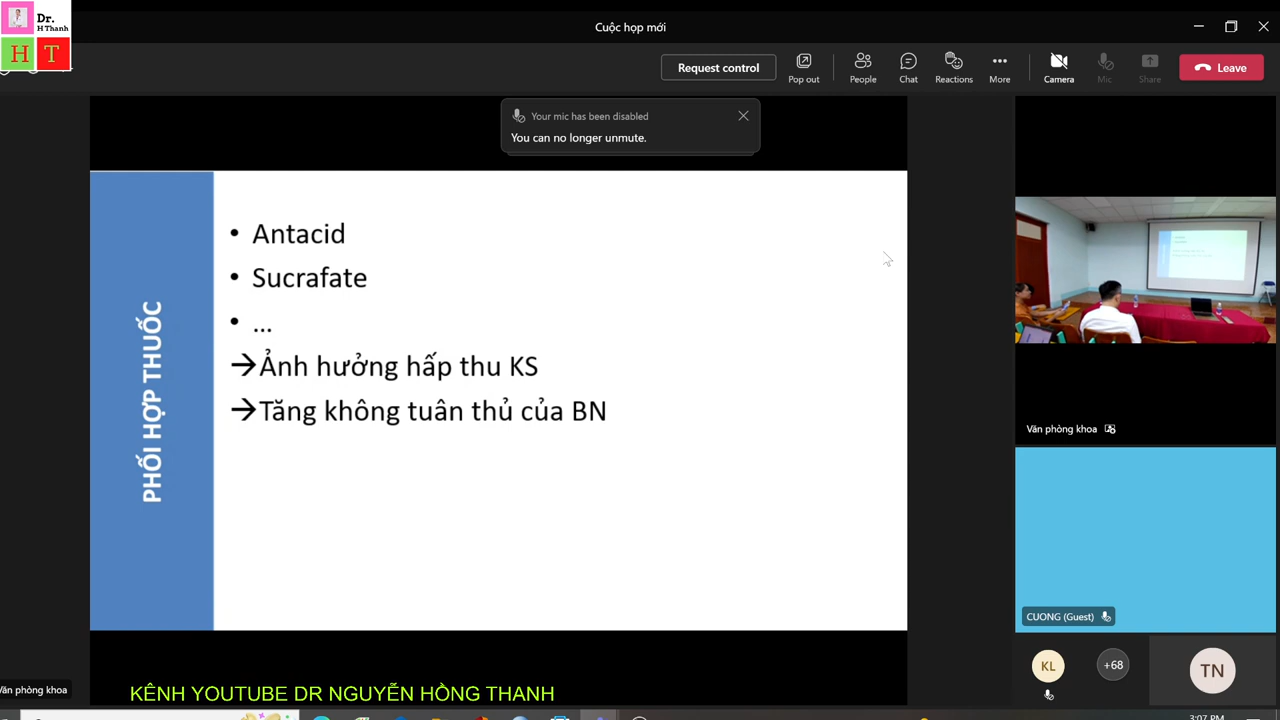 Dr.
H Thanh
H T
Cuộc họp mới
Request control
Pop out
People
Chat
Reactions
More
Camera
Mic
Share
Leave
Your mic has been disabled
You can no longer unmute.
PHỐI HỢP THUỐC
• Antacid
• Sucrafate
• ...
→Ảnh hưởng hấp thu KS
→Tăng không tuân thủ của BN
Văn phòng khoa
CUONG (Guest)
KL
+68
TN
Văn phòng khoa
KÊNH YOUTUBE DR NGUYỄN HỒNG THANH
3:07 PM